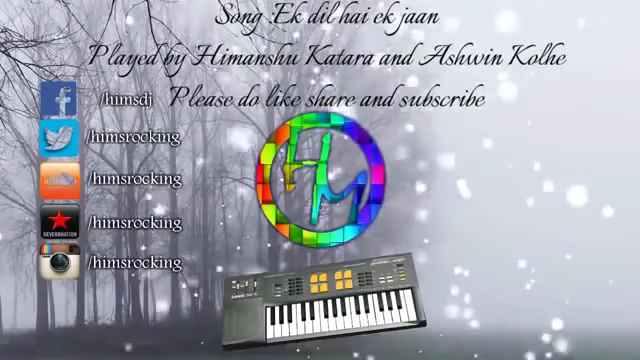 Song :Ek dil hai ek jaan
Played by Himanshu Katara and Ashwin Kolhe
Please do like share and subscribe
/himsdj
/himsrocking
/himsrocking
REVERBNATION
/himsrocking
/himsrocking